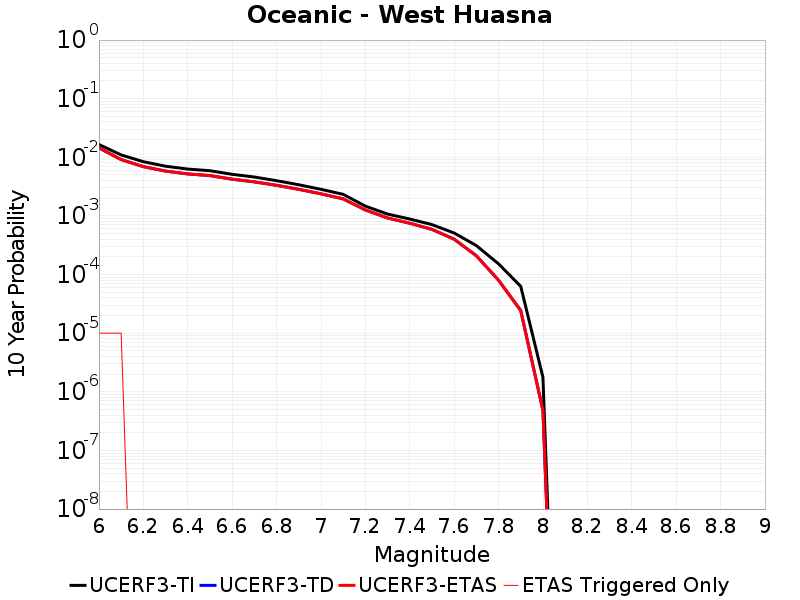 Oceanic - West Huasna
10 Year Probability
10^0
10^-1
10^-2
10^-3
10^-4
10^-5
10^-6
10^-7
10^-8
6 6.2 6.4 6.6 6.8 7 7.2 7.4 7.6 7.8 8 8.2 8.4 8.6 8.8 9
Magnitude
UCERF3-TI UCERF3-TD UCERF3-ETAS ETAS Triggered Only